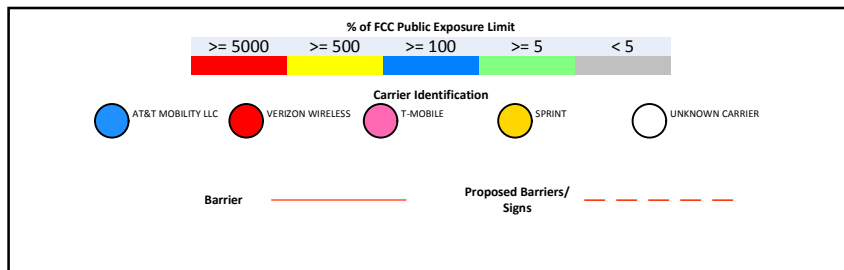 % of FCC Public Exposure Limit
>= 5000 >= 500 >= 100 >= 5 < 5
Carrier Identification
AT&T MOBILITY LLC VERIZON WIRELESS T-MOBILE SPRINT UNKNOWN CARRIER
Barrier Proposed Barriers/
Signs